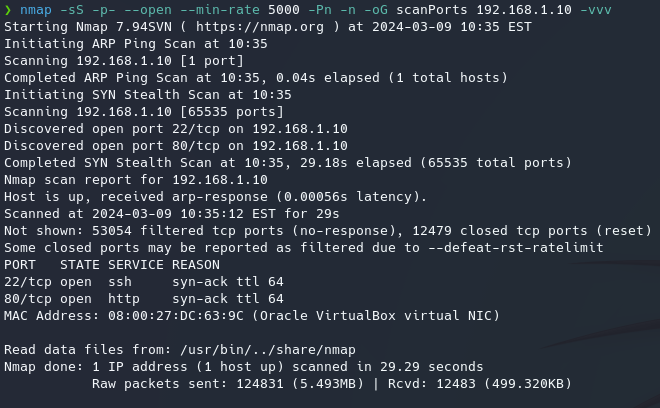 ❯ nmap -sS -p- --open --min-rate 5000 -Pn -n -oG scanPorts 192.168.1.10 -vvv
Starting Nmap 7.94SVN ( https://nmap.org ) at 2024-03-09 10:35 EST
Initiating ARP Ping Scan at 10:35
Scanning 192.168.1.10 [1 port]
Completed ARP Ping Scan at 10:35, 0.04s elapsed (1 total hosts)
Initiating SYN Stealth Scan at 10:35
Scanning 192.168.1.10 [65535 ports]
Discovered open port 22/tcp on 192.168.1.10
Discovered open port 80/tcp on 192.168.1.10
Completed SYN Stealth Scan at 10:35, 29.18s elapsed (65535 total ports)
Nmap scan report for 192.168.1.10
Host is up, received arp-response (0.00056s latency).
Scanned at 2024-03-09 10:35:12 EST for 29s
Not shown: 53054 filtered tcp ports (no-response), 12479 closed tcp ports (reset)
Some closed ports may be reported as filtered due to --defeat-rst-ratelimit
PORT   STATE SERVICE REASON
22/tcp open  ssh     syn-ack ttl 64
80/tcp open  http    syn-ack ttl 64
MAC Address: 08:00:27:DC:63:9C (Oracle VirtualBox virtual NIC)
Read data files from: /usr/bin/../share/nmap
Nmap done: 1 IP address (1 host up) scanned in 29.29 seconds
           Raw packets sent: 124831 (5.493MB) | Rcvd: 12483 (499.320KB)